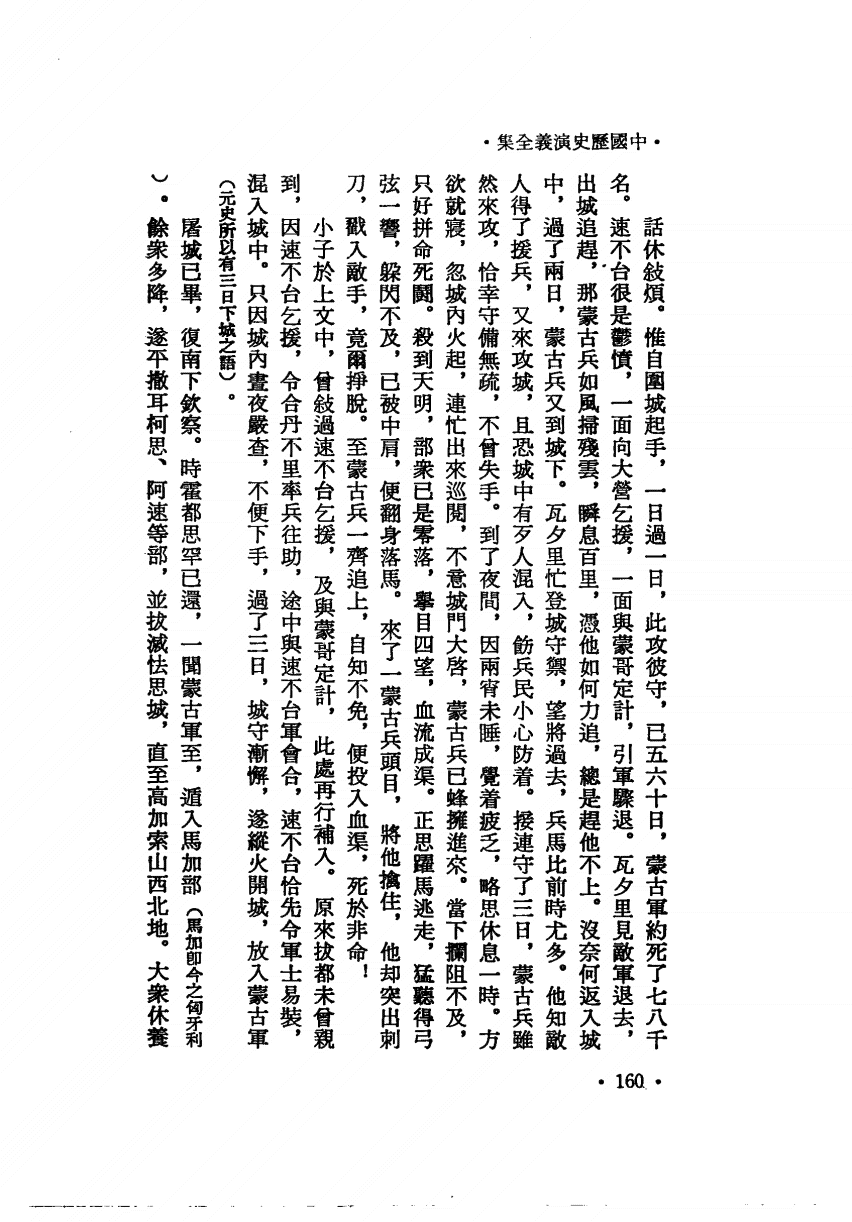 •中國歷史演義全集•
話休敍煩。惟自圍城起手，一日過一日，此攻彼守，已五六十日，蒙古軍約死了七八千
名。速不台很是鬱憤，一面向大營乞援，一面與蒙哥定計，引軍驟退。瓦夕里見敵軍退去，
出城追趕，那蒙古兵如風掃殘雲，瞬息百里，憑他如何力追，總是趕他不上。沒奈何返入城
中，過了兩日，蒙古兵又到城下。瓦夕里忙登城守禦，望將過去，兵馬比前時尤多。他知敵
人得了援兵，又來攻城，且恐城中有歹人混入，飭兵民小心防着。接連守了三日，蒙古兵雖
然來攻，恰幸守備無疏，不曾失手。到了夜間，因兩宵未睡，覺着疲乏，略思休息一時。方
欲就寢，忽城內火起，連忙出來巡閱，不意城門大啓，蒙古兵已蜂擁進來。當下攔阻不及，
只好拼命死鬪。殺到天明，部衆已是零落，舉目四望，血流成渠。正思躍馬逃走，猛聽得弓
弦一響，躲閃不及，已被中肩，便翻身落馬。來了一蒙古兵頭目，將他擒住，他却突出刺
刀，戳入敵手，竟爾掙脫。至蒙古兵一齊追上，自知不免，便投入血渠，死於非命！
小子於上文中，曾敍過速不台乞援，及與蒙哥定計，此處再行補入。原來拔都未曾親
到，因速不台乞援，令合丹不里率兵往助，途中與速不台軍會合，速不台恰先令軍士易裝，
混入城中。只因城內晝夜嚴查，不便下手，過了三日，城守漸懈，遂縱火開城，放入蒙古軍
（元史所以有三日下城之語）。
屠城已畢，復南下欽察。時霍都思罕已還，一聞蒙古軍至，遁入馬加部（馬加卽今之匈牙利
）。餘衆多降，遂平撒耳柯思、阿速等部，並拔滅怯思城，直至高加索山西北地。大衆休養
•160•